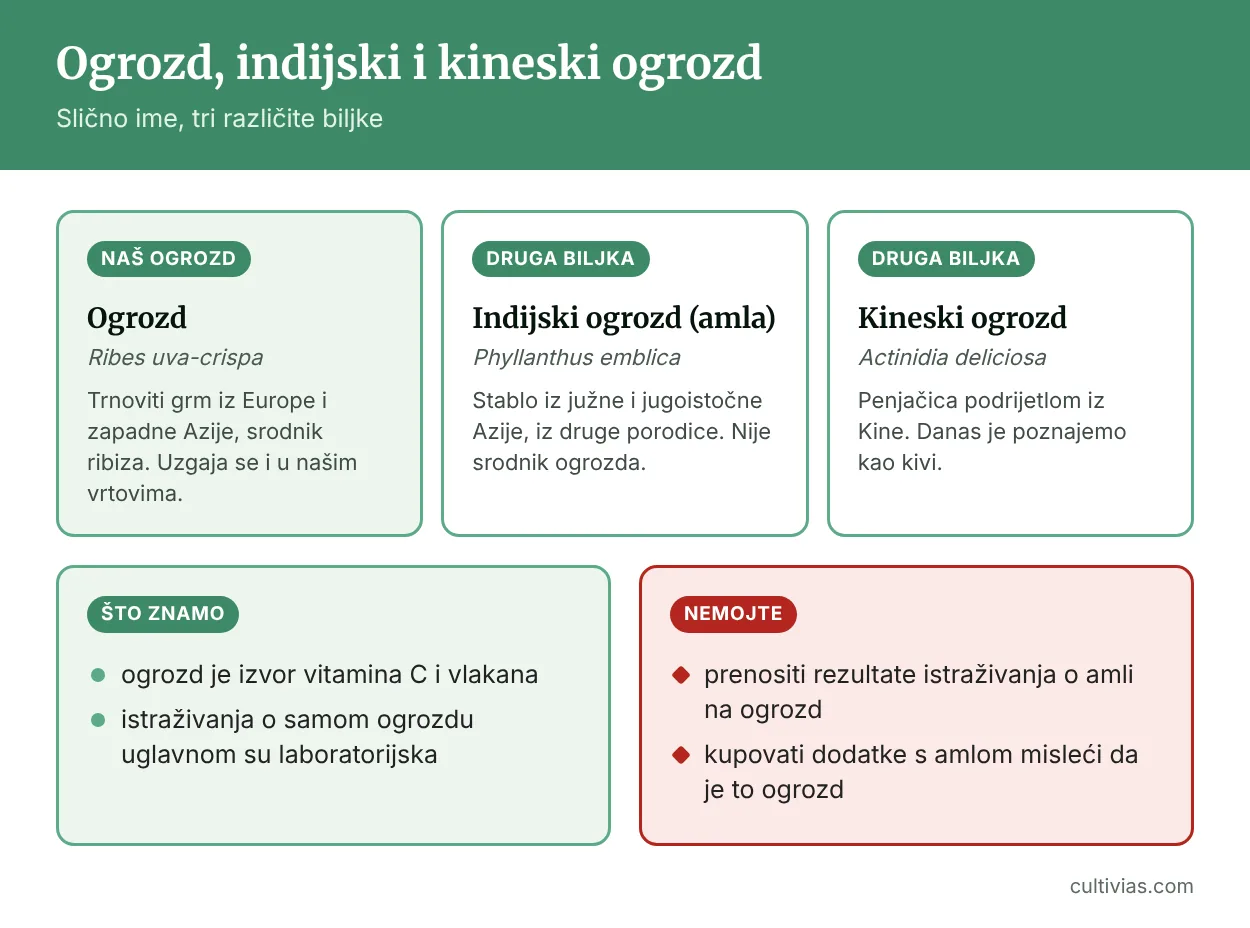 Ogrozd, indijski i kineski ogrozd
Slično ime, tri različite biljke
NAŠ OGROZD
Ogrozd
Ribes uva-crispa
Trnoviti grm iz Europe i
zapadne Azije, srodnik
ribiza. Uzgaja se i u našim
vrtovima.
DRUGA BILJKA
Indijski ogrozd (amla)
Phyllanthus emblica
Stablo iz južne i jugoistočne
Azije, iz druge porodice. Nije
srodnik ogrozda.
DRUGA BILJKA
Kineski ogrozd
Actinidia deliciosa
Penjačica podrijetlom iz
Kine. Danas je poznajemo
kao kivi.
ŠTO ZNAMO
ogrozd je izvor vitamina C i vlakana
istraživanja o samom ogrozdu
uglavnom su laboratorijska
NEMOJTE
prenositi rezultate istraživanja o amli
na ogrozd
kupovati dodatke s amlom misleći da
je to ogrozd
cultivias.com